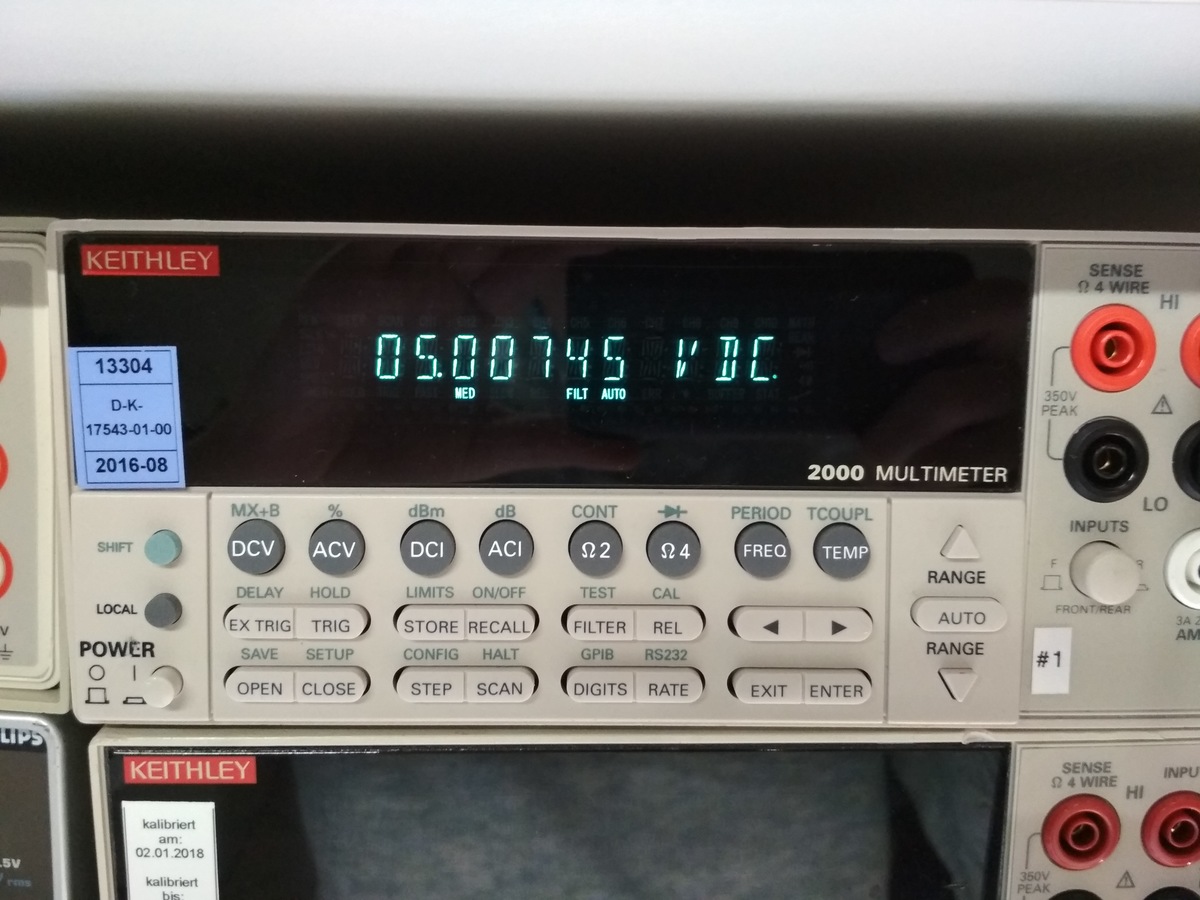 KEITHLEY
05.00745 V DC
MED FILT AUTO
13304
D-K-
17543-01-00
2016-08
2000 MULTIMETER
SENSE
Ω 4 WIRE
HI
350V
PEAK
LO
INPUTS
F
R
FRONT/REAR
#1
MX+B % dBm dB CONT PERIOD TCOUPL
SHIFT DCV ACV DCI ACI Ω2 Ω4 FREQ TEMP
DELAY HOLD LIMITS ON/OFF TEST CAL
LOCAL EX TRIG TRIG STORE RECALL FILTER REL ◄ ►
SAVE SETUP CONFIG HALT GPIB RS232
POWER OPEN CLOSE STEP SCAN DIGITS RATE EXIT ENTER
RANGE
AUTO
RANGE
KEITHLEY
kalibriert
am:
02.01.2018
kalibriert
bis:
SENSE
Ω 4 WIRE
HI
350V
PEAK